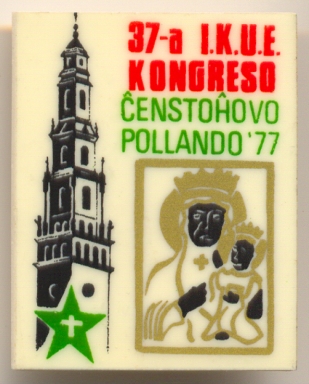 37-a I.K.U.E.
KONGRESO
ĈENSTOĤOVO
POLLANDO '77